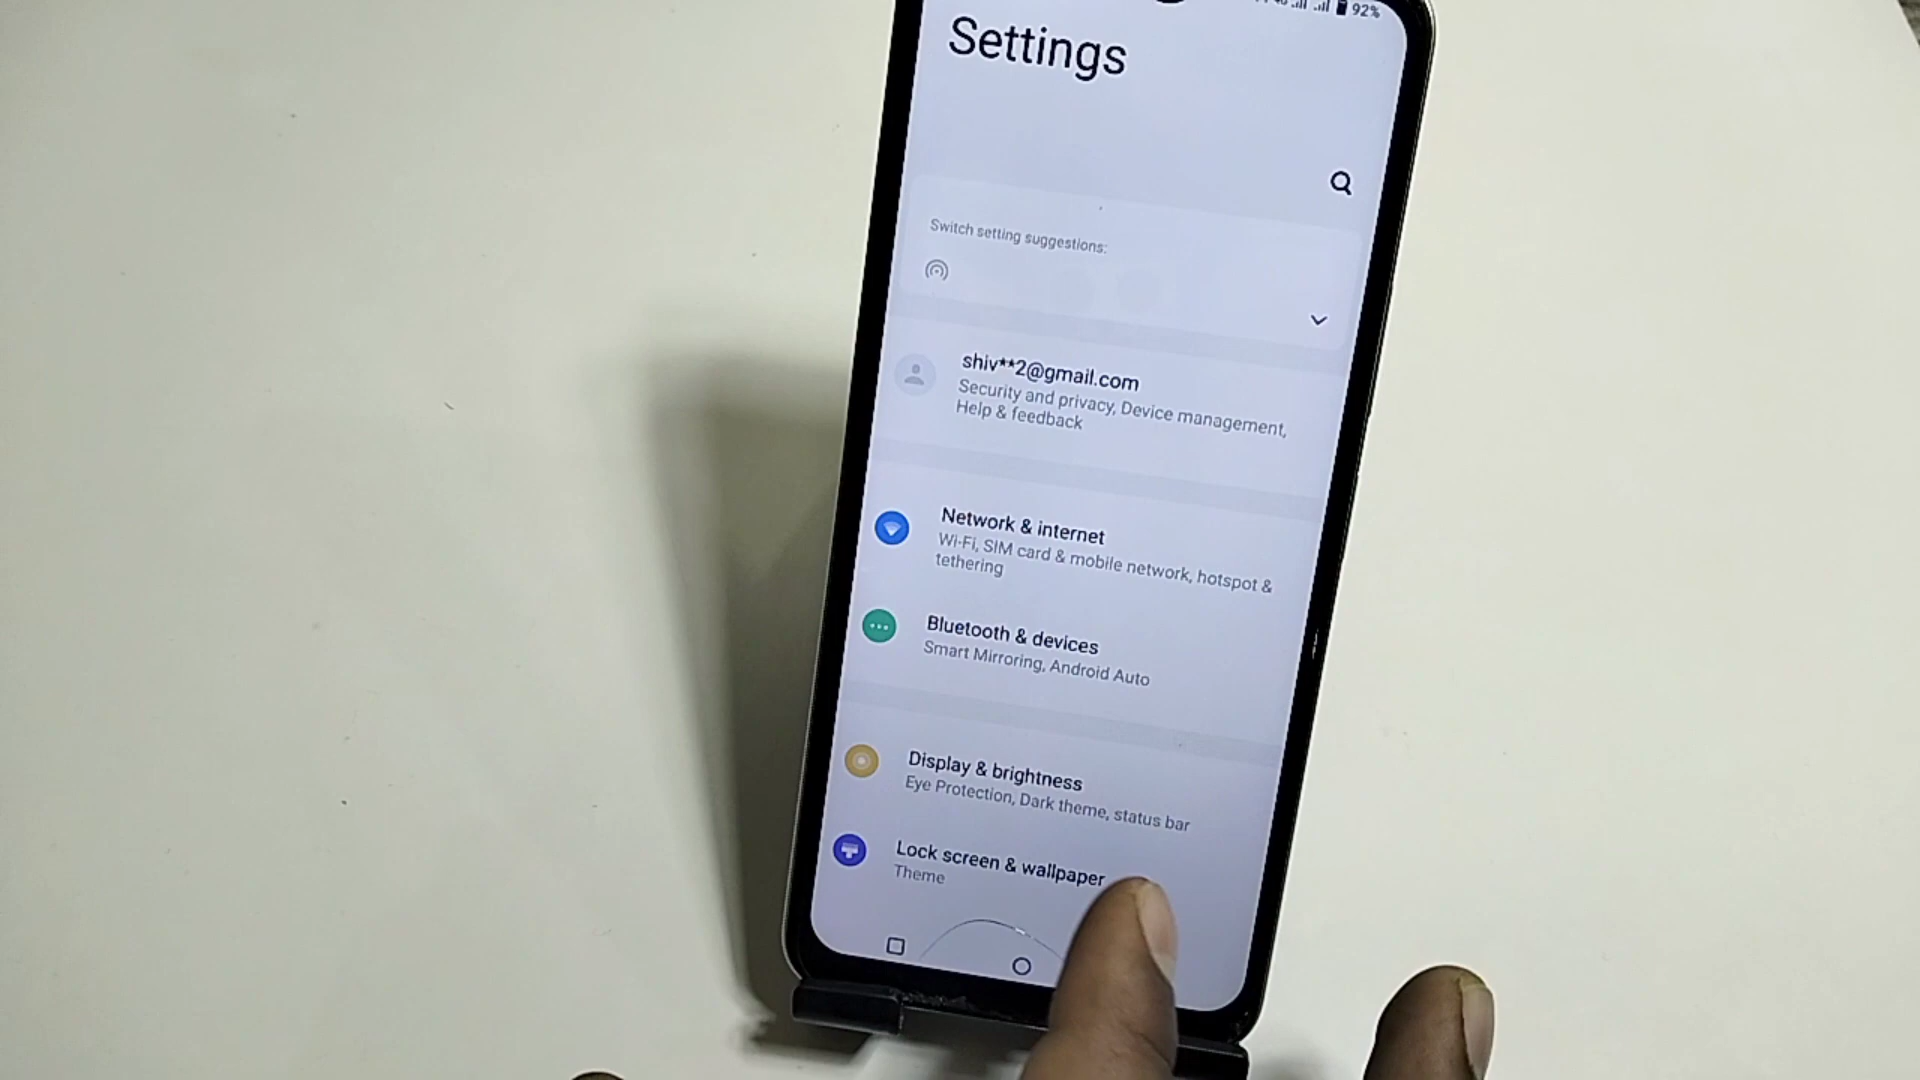 92%
Settings
Switch setting suggestions:
shiv**2@gmail.com
Security and privacy, Device management,
Help & feedback
Network & internet
Wi-Fi, SIM card & mobile network, hotspot &
tethering
Bluetooth & devices
Smart Mirroring, Android Auto
Display & brightness
Eye Protection, Dark theme, status bar
Lock screen & wallpaper
Theme